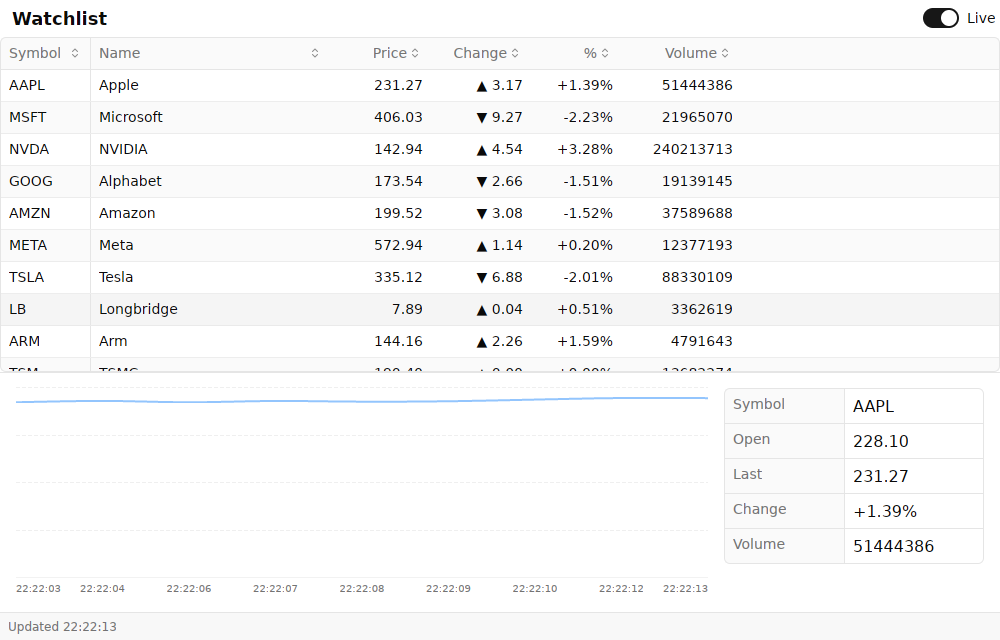 Watchlist Live
Symbol Name Price Change % Volume
AAPL Apple 231.27 ▲ 3.17 +1.39% 51444386
MSFT Microsoft 406.03 ▼ 9.27 -2.23% 21965070
NVDA NVIDIA 142.94 ▲ 4.54 +3.28% 240213713
GOOG Alphabet 173.54 ▼ 2.66 -1.51% 19139145
AMZN Amazon 199.52 ▼ 3.08 -1.52% 37589688
META Meta 572.94 ▲ 1.14 +0.20% 12377193
TSLA Tesla 335.12 ▼ 6.88 -2.01% 88330109
LB Longbridge 7.89 ▲ 0.04 +0.51% 3362619
ARM Arm 144.16 ▲ 2.26 +1.59% 4791643
Symbol AAPL
Open 228.10
Last 231.27
Change +1.39%
Volume 51444386
22:22:03 22:22:04 22:22:06 22:22:07 22:22:08 22:22:09 22:22:10 22:22:12 22:22:13
Updated 22:22:13